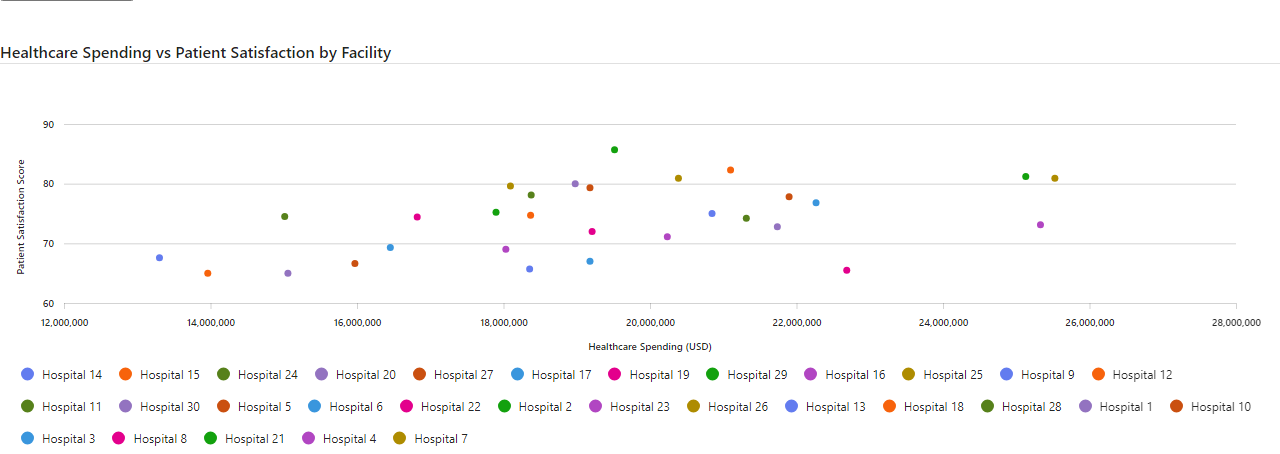 Healthcare Spending vs Patient Satisfaction by Facility
90
80
70
60
Patient Satisfaction Score
12,000,000 14,000,000 16,000,000 18,000,000 20,000,000 22,000,000 24,000,000 26,000,000 28,000,000
Healthcare Spending (USD)
Hospital 14 Hospital 15 Hospital 24 Hospital 20 Hospital 27 Hospital 17 Hospital 19 Hospital 29 Hospital 16 Hospital 25 Hospital 9 Hospital 12
Hospital 11 Hospital 30 Hospital 5 Hospital 6 Hospital 22 Hospital 2 Hospital 23 Hospital 26 Hospital 13 Hospital 18 Hospital 28 Hospital 1 Hospital 10
Hospital 3 Hospital 8 Hospital 21 Hospital 4 Hospital 7